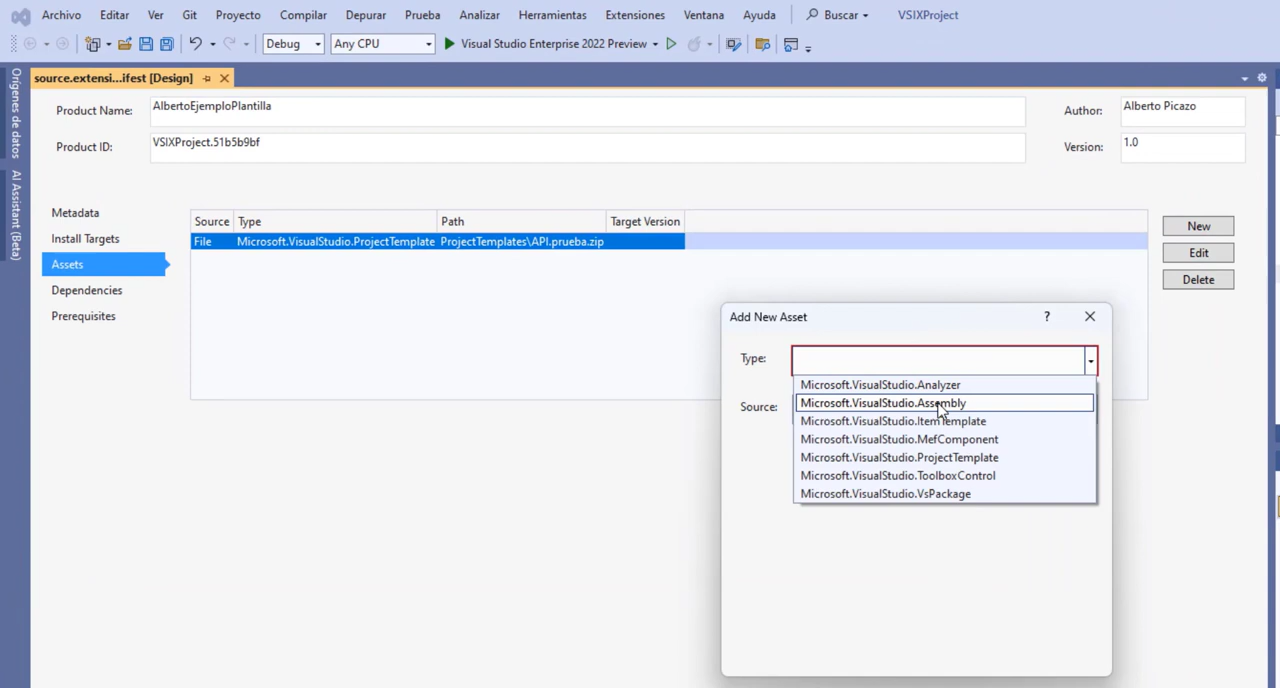 Archivo Editar Ver Git Proyecto Compilar Depurar Prueba Analizar Herramientas Extensiones Ventana Ayuda Buscar VSIXProject
Debug Any CPU Visual Studio Enterprise 2022 Preview
source.extensi...ifest [Design]
Orígenes de datos
AI Assistant (Beta)
Product Name: AlbertoEjemploPlantilla Author: Alberto Picazo
Product ID: VSIXProject.51b5b9bf Version: 1.0
Metadata
Install Targets
Assets
Dependencies
Prerequisites
Source Type Path Target Version
File Microsoft.VisualStudio.ProjectTemplate ProjectTemplates\API.prueba.zip
New
Edit
Delete
Add New Asset ?
Type:
Source:
Microsoft.VisualStudio.Analyzer
Microsoft.VisualStudio.Assembly
Microsoft.VisualStudio.ItemTemplate
Microsoft.VisualStudio.MefComponent
Microsoft.VisualStudio.ProjectTemplate
Microsoft.VisualStudio.ToolboxControl
Microsoft.VisualStudio.VsPackage